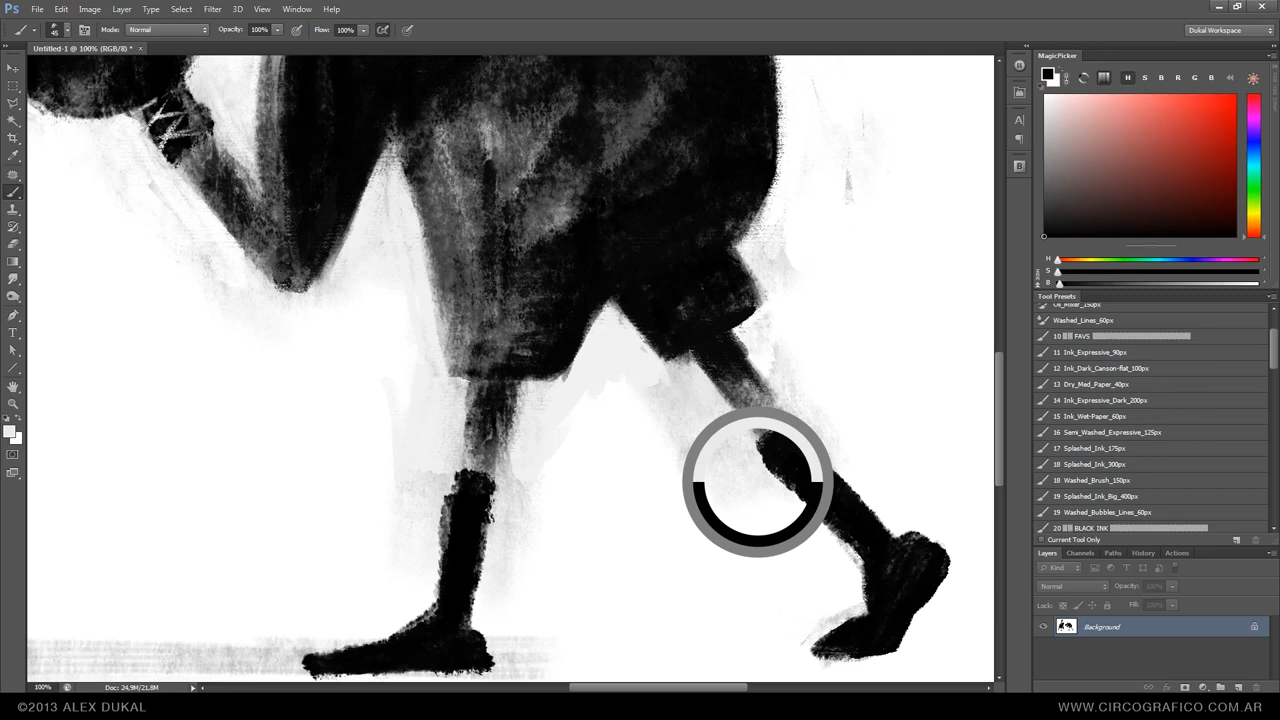 Ps File Edit Image Layer Type Select Filter 3D View Window Help
45 Mode: Normal Opacity: 100% Flow: 100% Dukal Workspace
Untitled-1 @ 100% (RGB/8) * ×
MagicPicker
H S B R G B
H
S
B
Tool Presets
Oil_Mixer_150px
Washed_Lines_60px
10 FAVS
11 Ink_Expressive_90px
12 Ink_Dark_Canson-flat_100px
13 Dry_Med_Paper_40px
14 Ink_Expressive_Dark_200px
15 Ink_Wet-Paper_60px
16 Semi_Washed_Expressive_125px
17 Splashed_Ink_175px
18 Splashed_Ink_300px
18 Washed_Brush_150px
19 Splashed_Ink_Big_400px
19 Washed_Bubbles_Lines_60px
20 BLACK INK
Current Tool Only
Layers Channels Paths History Actions
Kind
Normal Opacity: 100%
Lock: Fill: 100%
Background
100% Doc: 24,9M/21,8M
©2013 ALEX DUKAL WWW.CIRCOGRAFICO.COM.AR